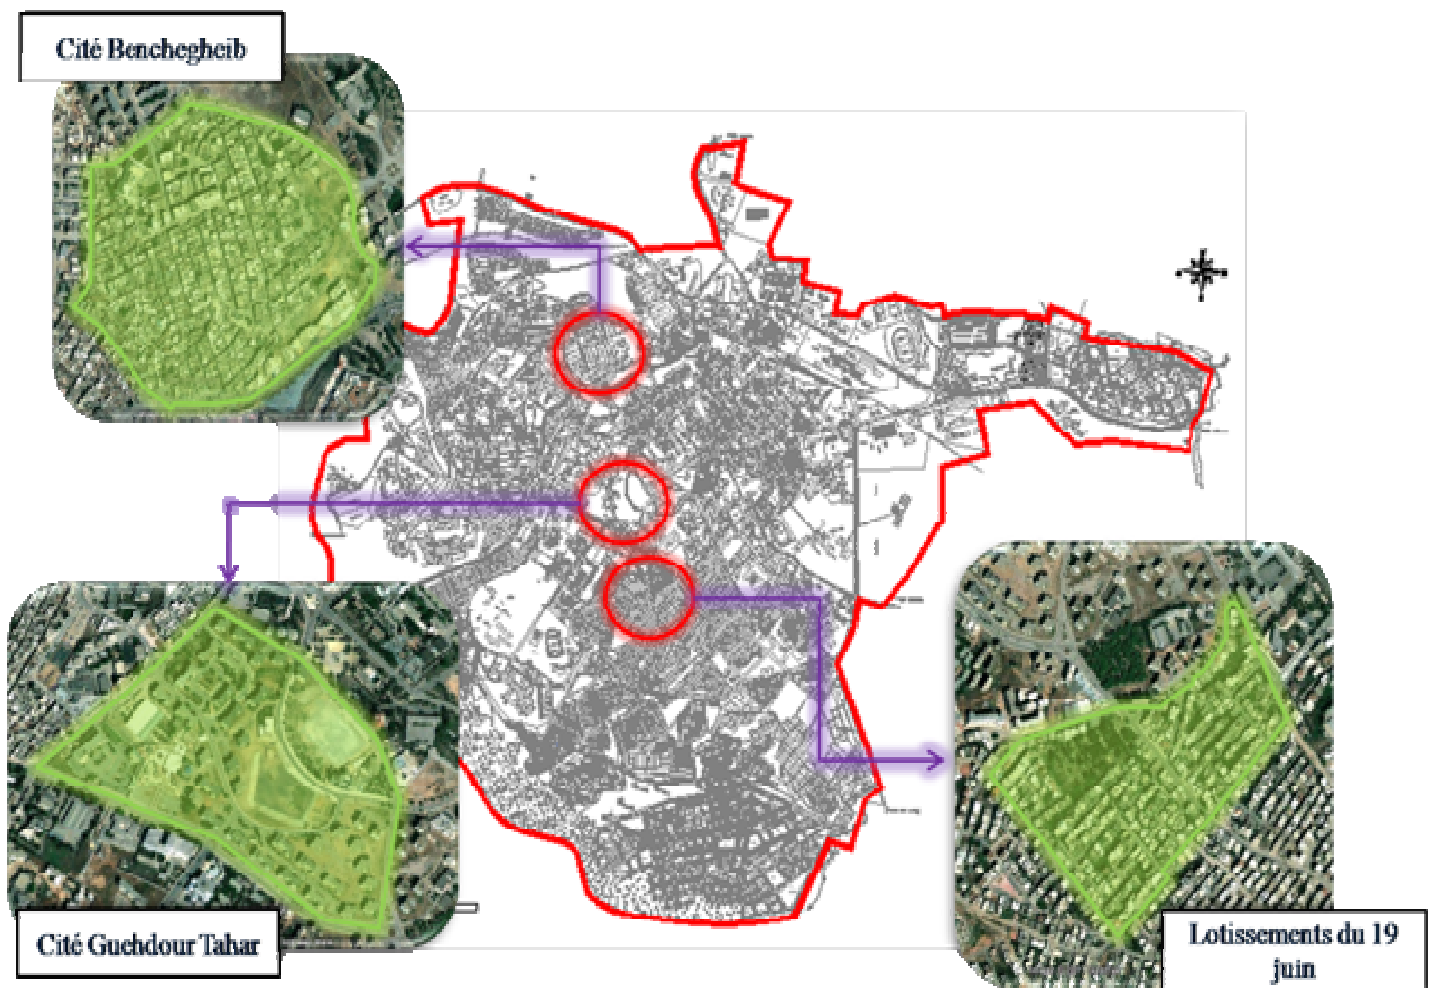 Cité Benchegheib
Cité Guehdour Tahar
Lotissements du 19
juin